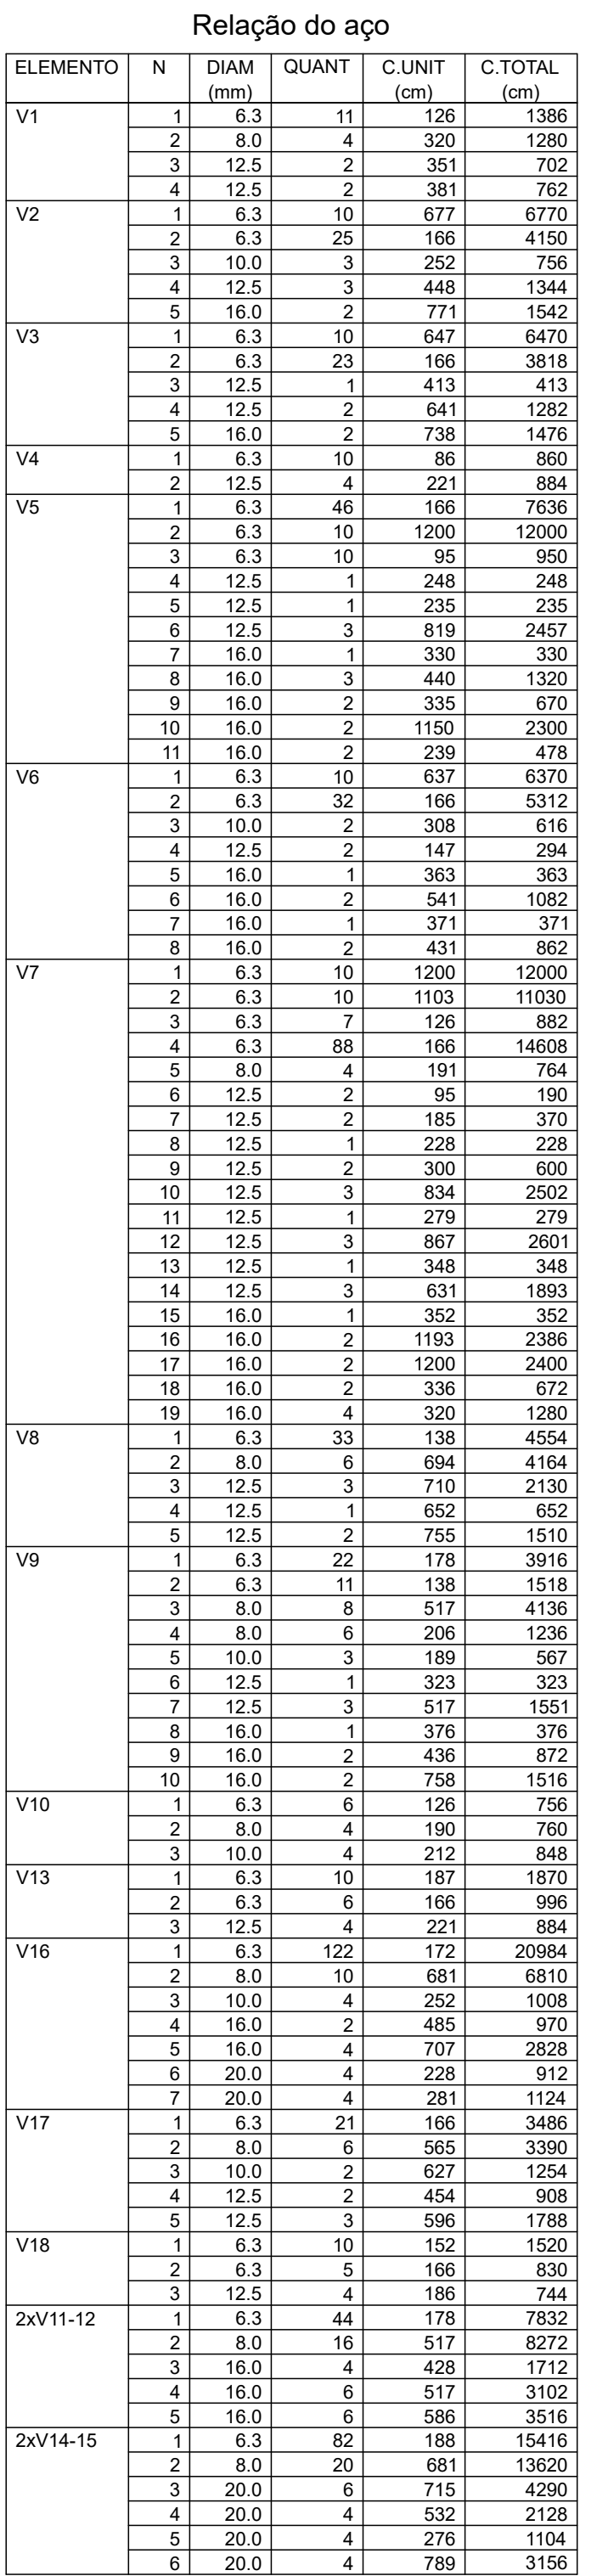 Relação do aço
ELEMENTO N DIAM QUANT C.UNIT C.TOTAL
(mm) (cm) (cm)
V1 1 6.3 11 126 1386
2 8.0 4 320 1280
3 12.5 2 351 702
4 12.5 2 381 762
V2 1 6.3 10 677 6770
2 6.3 25 166 4150
3 10.0 3 252 756
4 12.5 3 448 1344
5 16.0 2 771 1542
V3 1 6.3 10 647 6470
2 6.3 23 166 3818
3 12.5 1 413 413
4 12.5 2 641 1282
5 16.0 2 738 1476
V4 1 6.3 10 86 860
2 12.5 4 221 884
V5 1 6.3 46 166 7636
2 6.3 10 1200 12000
3 6.3 10 95 950
4 12.5 1 248 248
5 12.5 1 235 235
6 12.5 3 819 2457
7 16.0 1 330 330
8 16.0 3 440 1320
9 16.0 2 335 670
10 16.0 2 1150 2300
11 16.0 2 239 478
V6 1 6.3 10 637 6370
2 6.3 32 166 5312
3 10.0 2 308 616
4 12.5 2 147 294
5 16.0 1 363 363
6 16.0 2 541 1082
7 16.0 1 371 371
8 16.0 2 431 862
V7 1 6.3 10 1200 12000
2 6.3 10 1103 11030
3 6.3 7 126 882
4 6.3 88 166 14608
5 8.0 4 191 764
6 12.5 2 95 190
7 12.5 2 185 370
8 12.5 1 228 228
9 12.5 2 300 600
10 12.5 3 834 2502
11 12.5 1 279 279
12 12.5 3 867 2601
13 12.5 1 348 348
14 12.5 3 631 1893
15 16.0 1 352 352
16 16.0 2 1193 2386
17 16.0 2 1200 2400
18 16.0 2 336 672
19 16.0 4 320 1280
V8 1 6.3 33 138 4554
2 8.0 6 694 4164
3 12.5 3 710 2130
4 12.5 1 652 652
5 12.5 2 755 1510
V9 1 6.3 22 178 3916
2 6.3 11 138 1518
3 8.0 8 517 4136
4 8.0 6 206 1236
5 10.0 3 189 567
6 12.5 1 323 323
7 12.5 3 517 1551
8 16.0 1 376 376
9 16.0 2 436 872
10 16.0 2 758 1516
V10 1 6.3 6 126 756
2 8.0 4 190 760
3 10.0 4 212 848
V13 1 6.3 10 187 1870
2 6.3 6 166 996
3 12.5 4 221 884
V16 1 6.3 122 172 20984
2 8.0 10 681 6810
3 10.0 4 252 1008
4 16.0 2 485 970
5 16.0 4 707 2828
6 20.0 4 228 912
7 20.0 4 281 1124
V17 1 6.3 21 166 3486
2 8.0 6 565 3390
3 10.0 2 627 1254
4 12.5 2 454 908
5 12.5 3 596 1788
V18 1 6.3 10 152 1520
2 6.3 5 166 830
3 12.5 4 186 744
2xV11-12 1 6.3 44 178 7832
2 8.0 16 517 8272
3 16.0 4 428 1712
4 16.0 6 517 3102
5 16.0 6 586 3516
2xV14-15 1 6.3 82 188 15416
2 8.0 20 681 13620
3 20.0 6 715 4290
4 20.0 4 532 2128
5 20.0 4 276 1104
6 20.0 4 789 3156